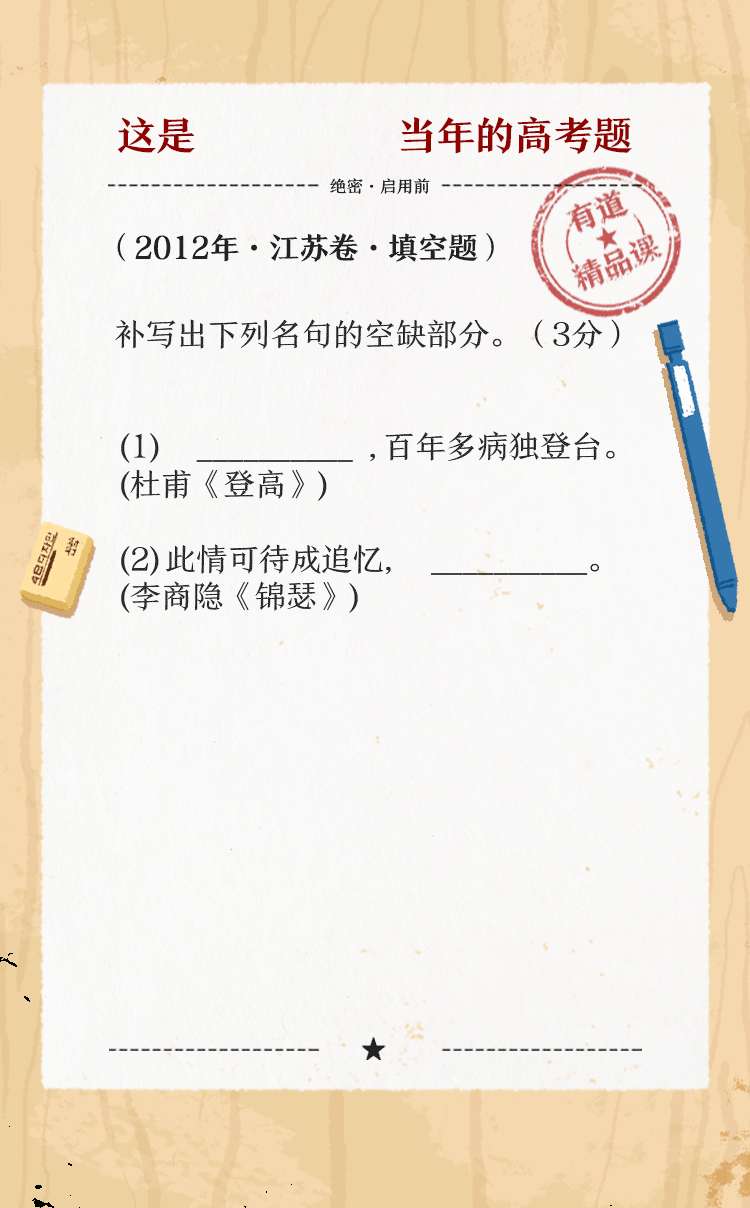 这是 当年的高考题
绝密·启用前
有道
精品课
（2012年·江苏卷·填空题）
补写出下列名句的空缺部分。（3分）
(1) __________ ,百年多病独登台。
(杜甫《登高》)
(2)此情可待成追忆, __________。
(李商隐《锦瑟》)